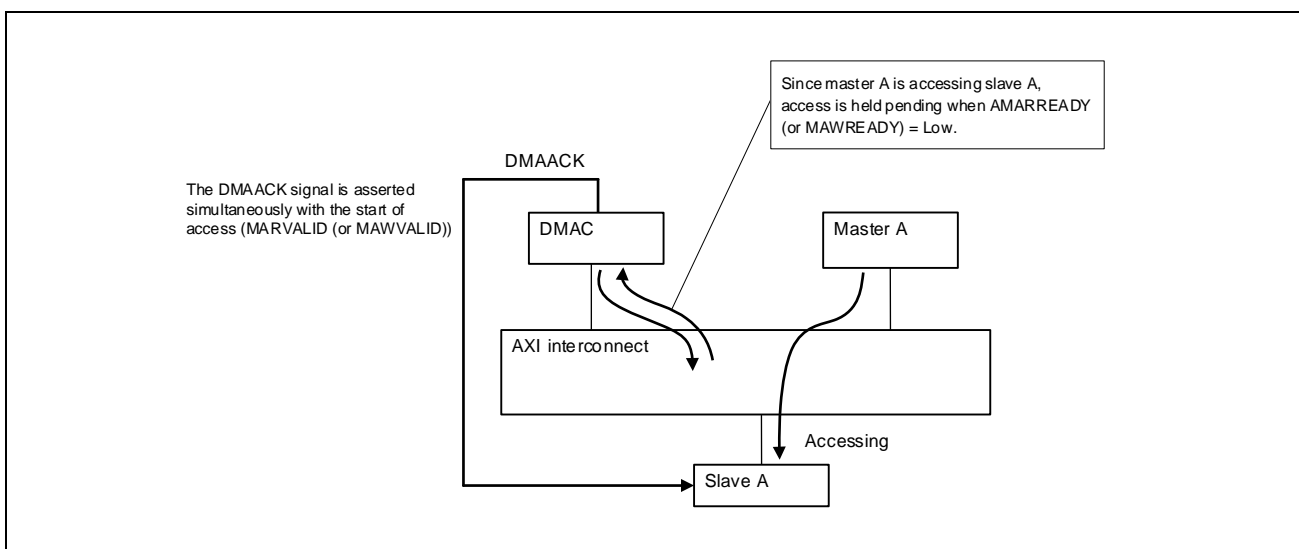 Since master A is accessing slave A,
access is held pending when AMARREADY
(or MAWREADY) = Low.
DMAACK
The DMAACK signal is asserted
simultaneously with the start of
access (MARVALID (or MAWVALID))
DMAC
Master A
AXI interconnect
Accessing
Slave A